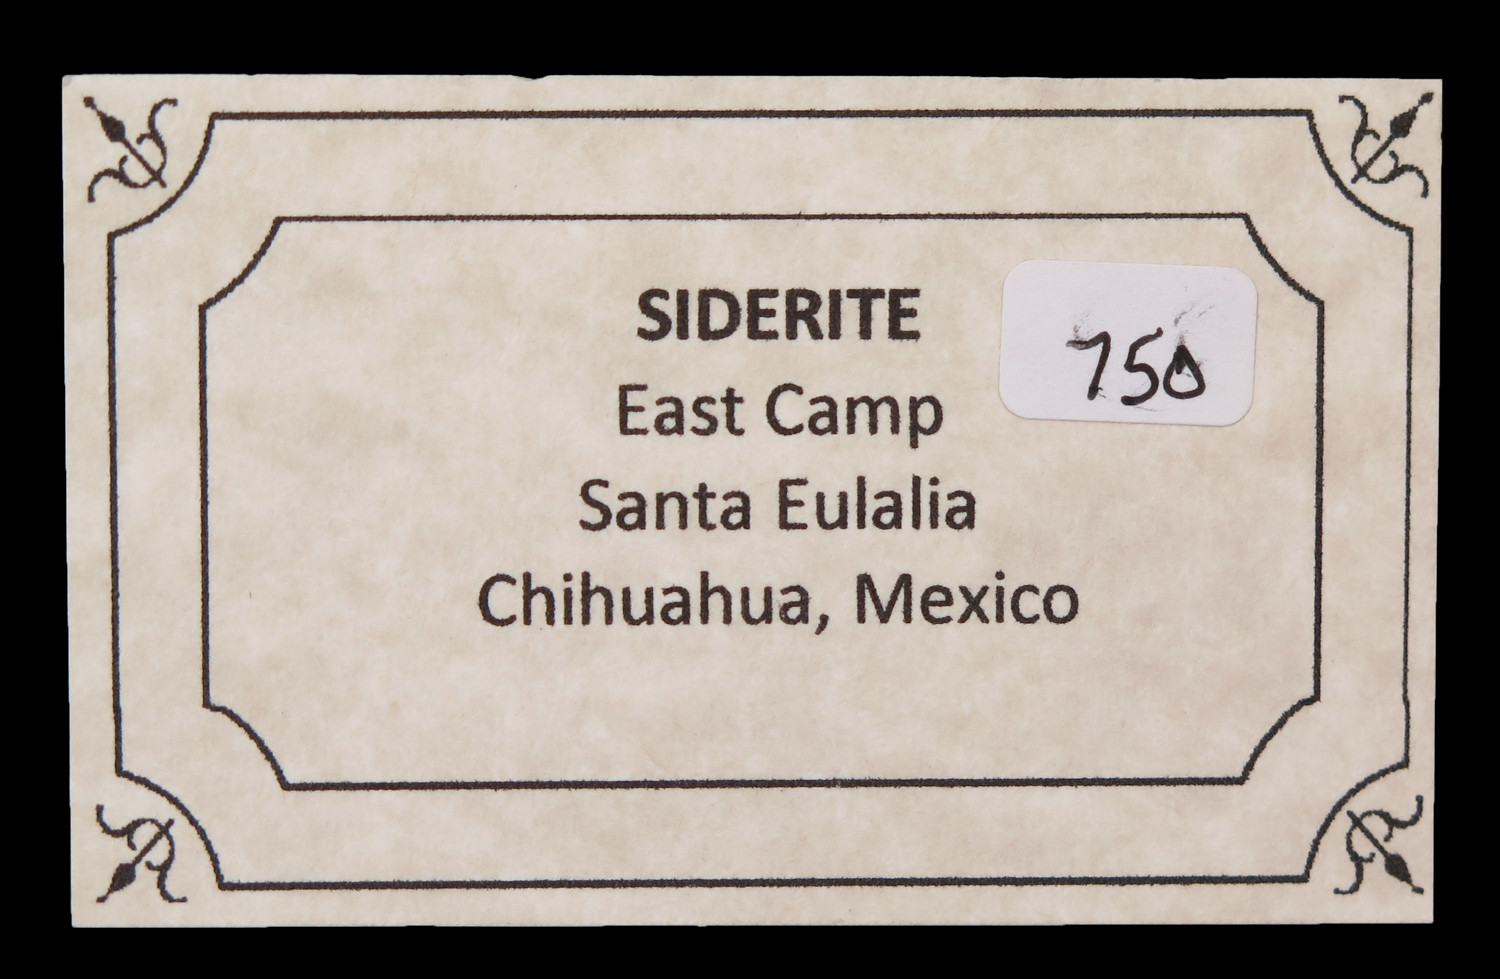 SIDERITE
750
East Camp
Santa Eulalia
Chihuahua, Mexico